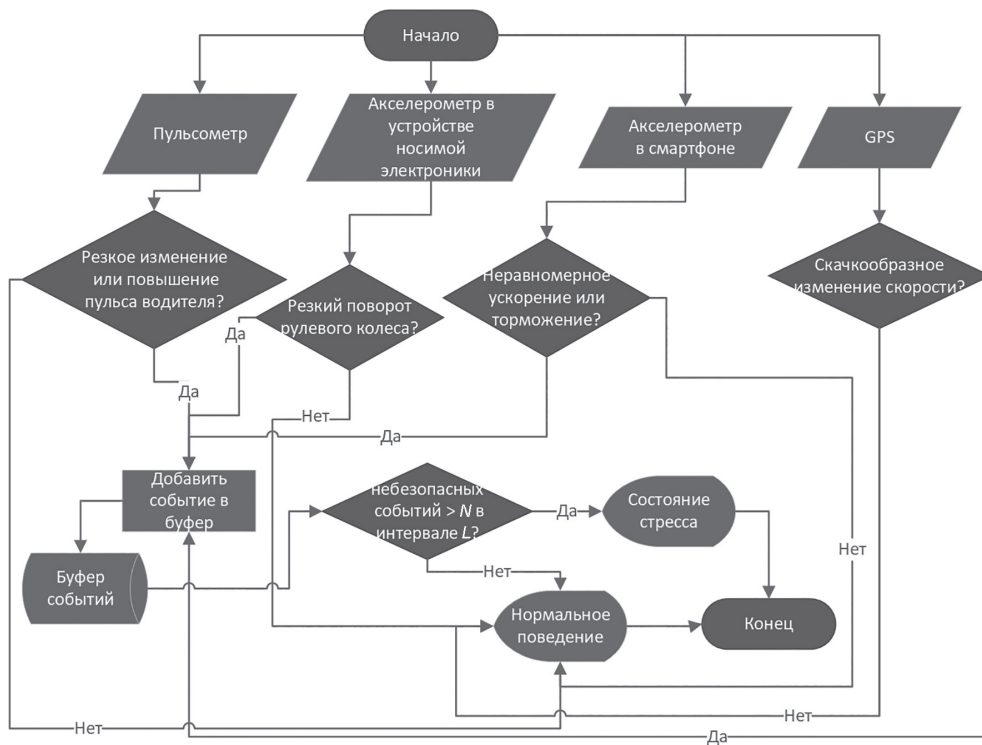 Начало
Пульсометр
Акселерометр в
устройстве
носимой
электроники
Акселерометр
в смартфоне
GPS
Резкое изменение
или повышение
пульса водителя?
Резкий поворот
рулевого колеса?
Неравномерное
ускорение или
торможение?
Скачкообразное
изменение скорости?
Да
Да
Нет
Да
Добавить
событие в
буфер
небезопасных
событий > N в
интервале L?
Да
Состояние
стресса
Нет
Буфер
событий
Нет
Нормальное
поведение
Конец
Нет
Нет
Да